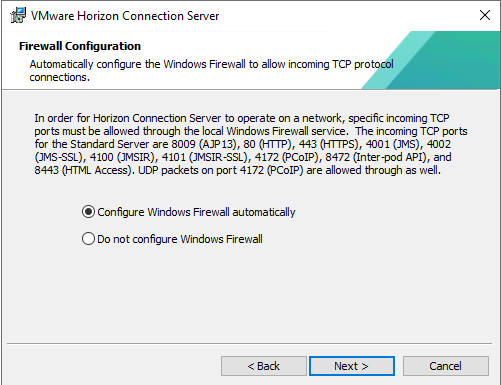 VMware Horizon Connection Server
Firewall Configuration
Automatically configure the Windows Firewall to allow incoming TCP protocol
connections.
In order for Horizon Connection Server to operate on a network, specific incoming TCP
ports must be allowed through the local Windows Firewall service.  The incoming TCP ports
for the Standard Server are 8009 (AJP13), 80 (HTTP), 443 (HTTPS), 4001 (JMS), 4002
(JMS-SSL), 4100 (JMSIR), 4101 (JMSIR-SSL), 4172 (PCoIP), 8472 (Inter-pod API), and
8443 (HTML Access). UDP packets on port 4172 (PCoIP) are allowed through as well.
Configure Windows Firewall automatically
Do not configure Windows Firewall
< Back
Next >
Cancel